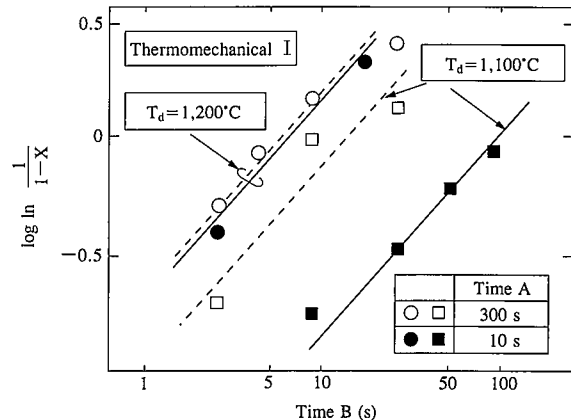 0.5
Thermomechanical I
T_d=1,100°C
T_d=1,200°C
0
log ln 1/(1-X)
-0.5
Time A
300 s
10 s
1 5 10 50 100
Time B (s)